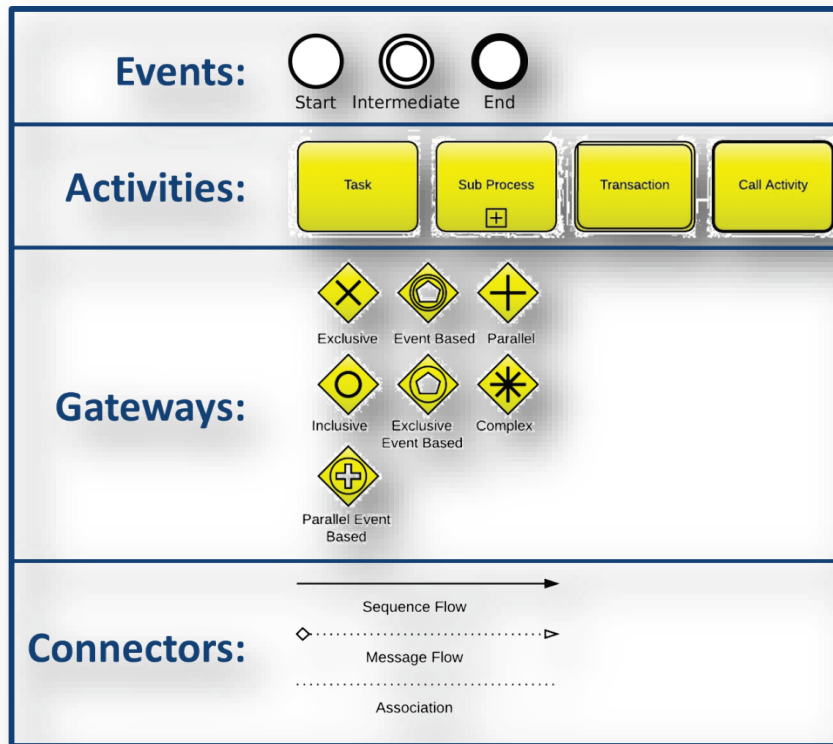 Events:
Start Intermediate End
Activities:
Task Sub Process Transaction Call Activity
Gateways:
Exclusive Event Based Parallel
Inclusive Exclusive Event Based Complex
Parallel Event Based
Connectors:
Sequence Flow
Message Flow
Association